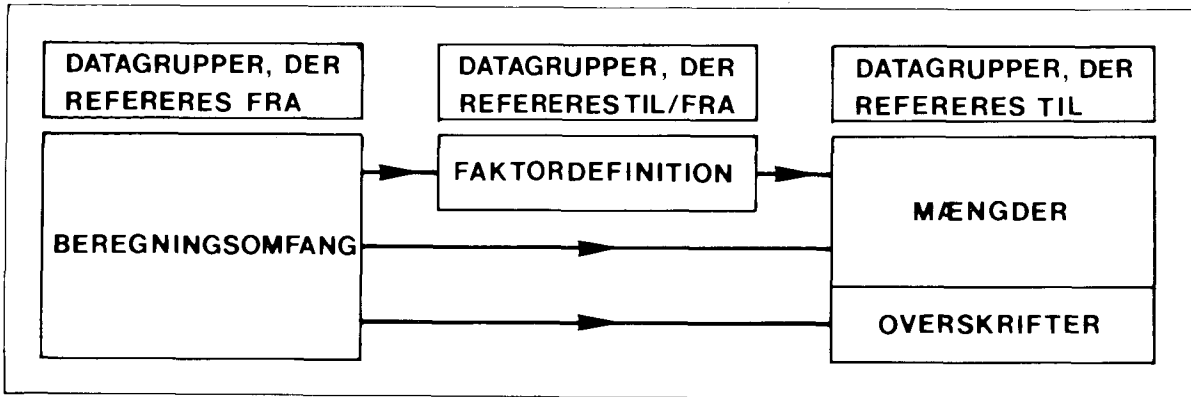 DATAGRUPPER, DER
REFERERES FRA
DATAGRUPPER, DER
REFERERES TIL/FRA
DATAGRUPPER, DER
REFERERES TIL
FAKTORDEFINITION
MÆNGDER
BEREGNINGSOMFANG
OVERSKRIFTER